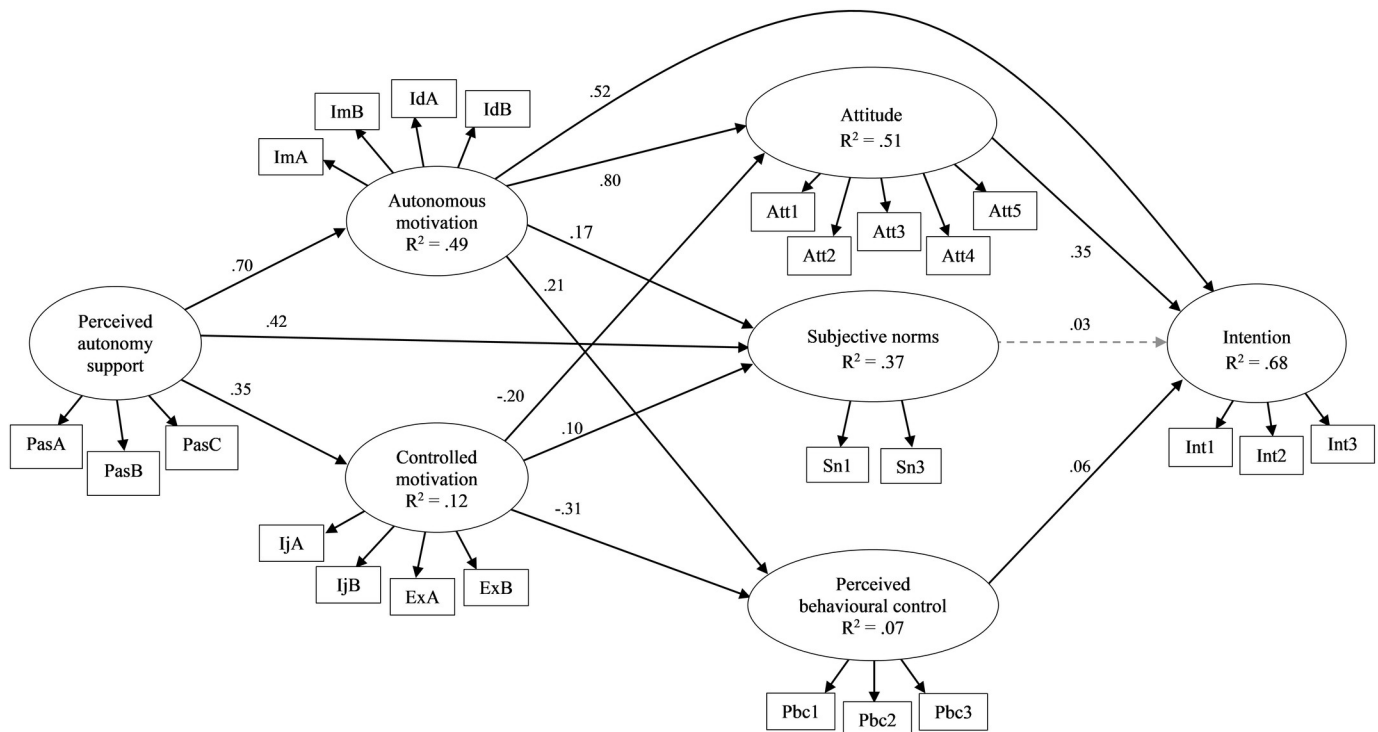 .52
IdA
ImB
IdB
ImA
Attitude
R² = .51
.80
Autonomous
motivation
R² = .49
Att1
Att2
Att3
Att4
Att5
.17
.35
.70
.21
Perceived
autonomy
support
.42
Subjective norms
R² = .37
.03
Intention
R² = .68
.35
-.20
PasA
PasB
PasC
.10
Controlled
motivation
R² = .12
Sn1
Sn3
Int1
Int2
Int3
.06
-.31
IjA
IjB
ExA
ExB
Perceived
behavioural control
R² = .07
Pbc1
Pbc2
Pbc3